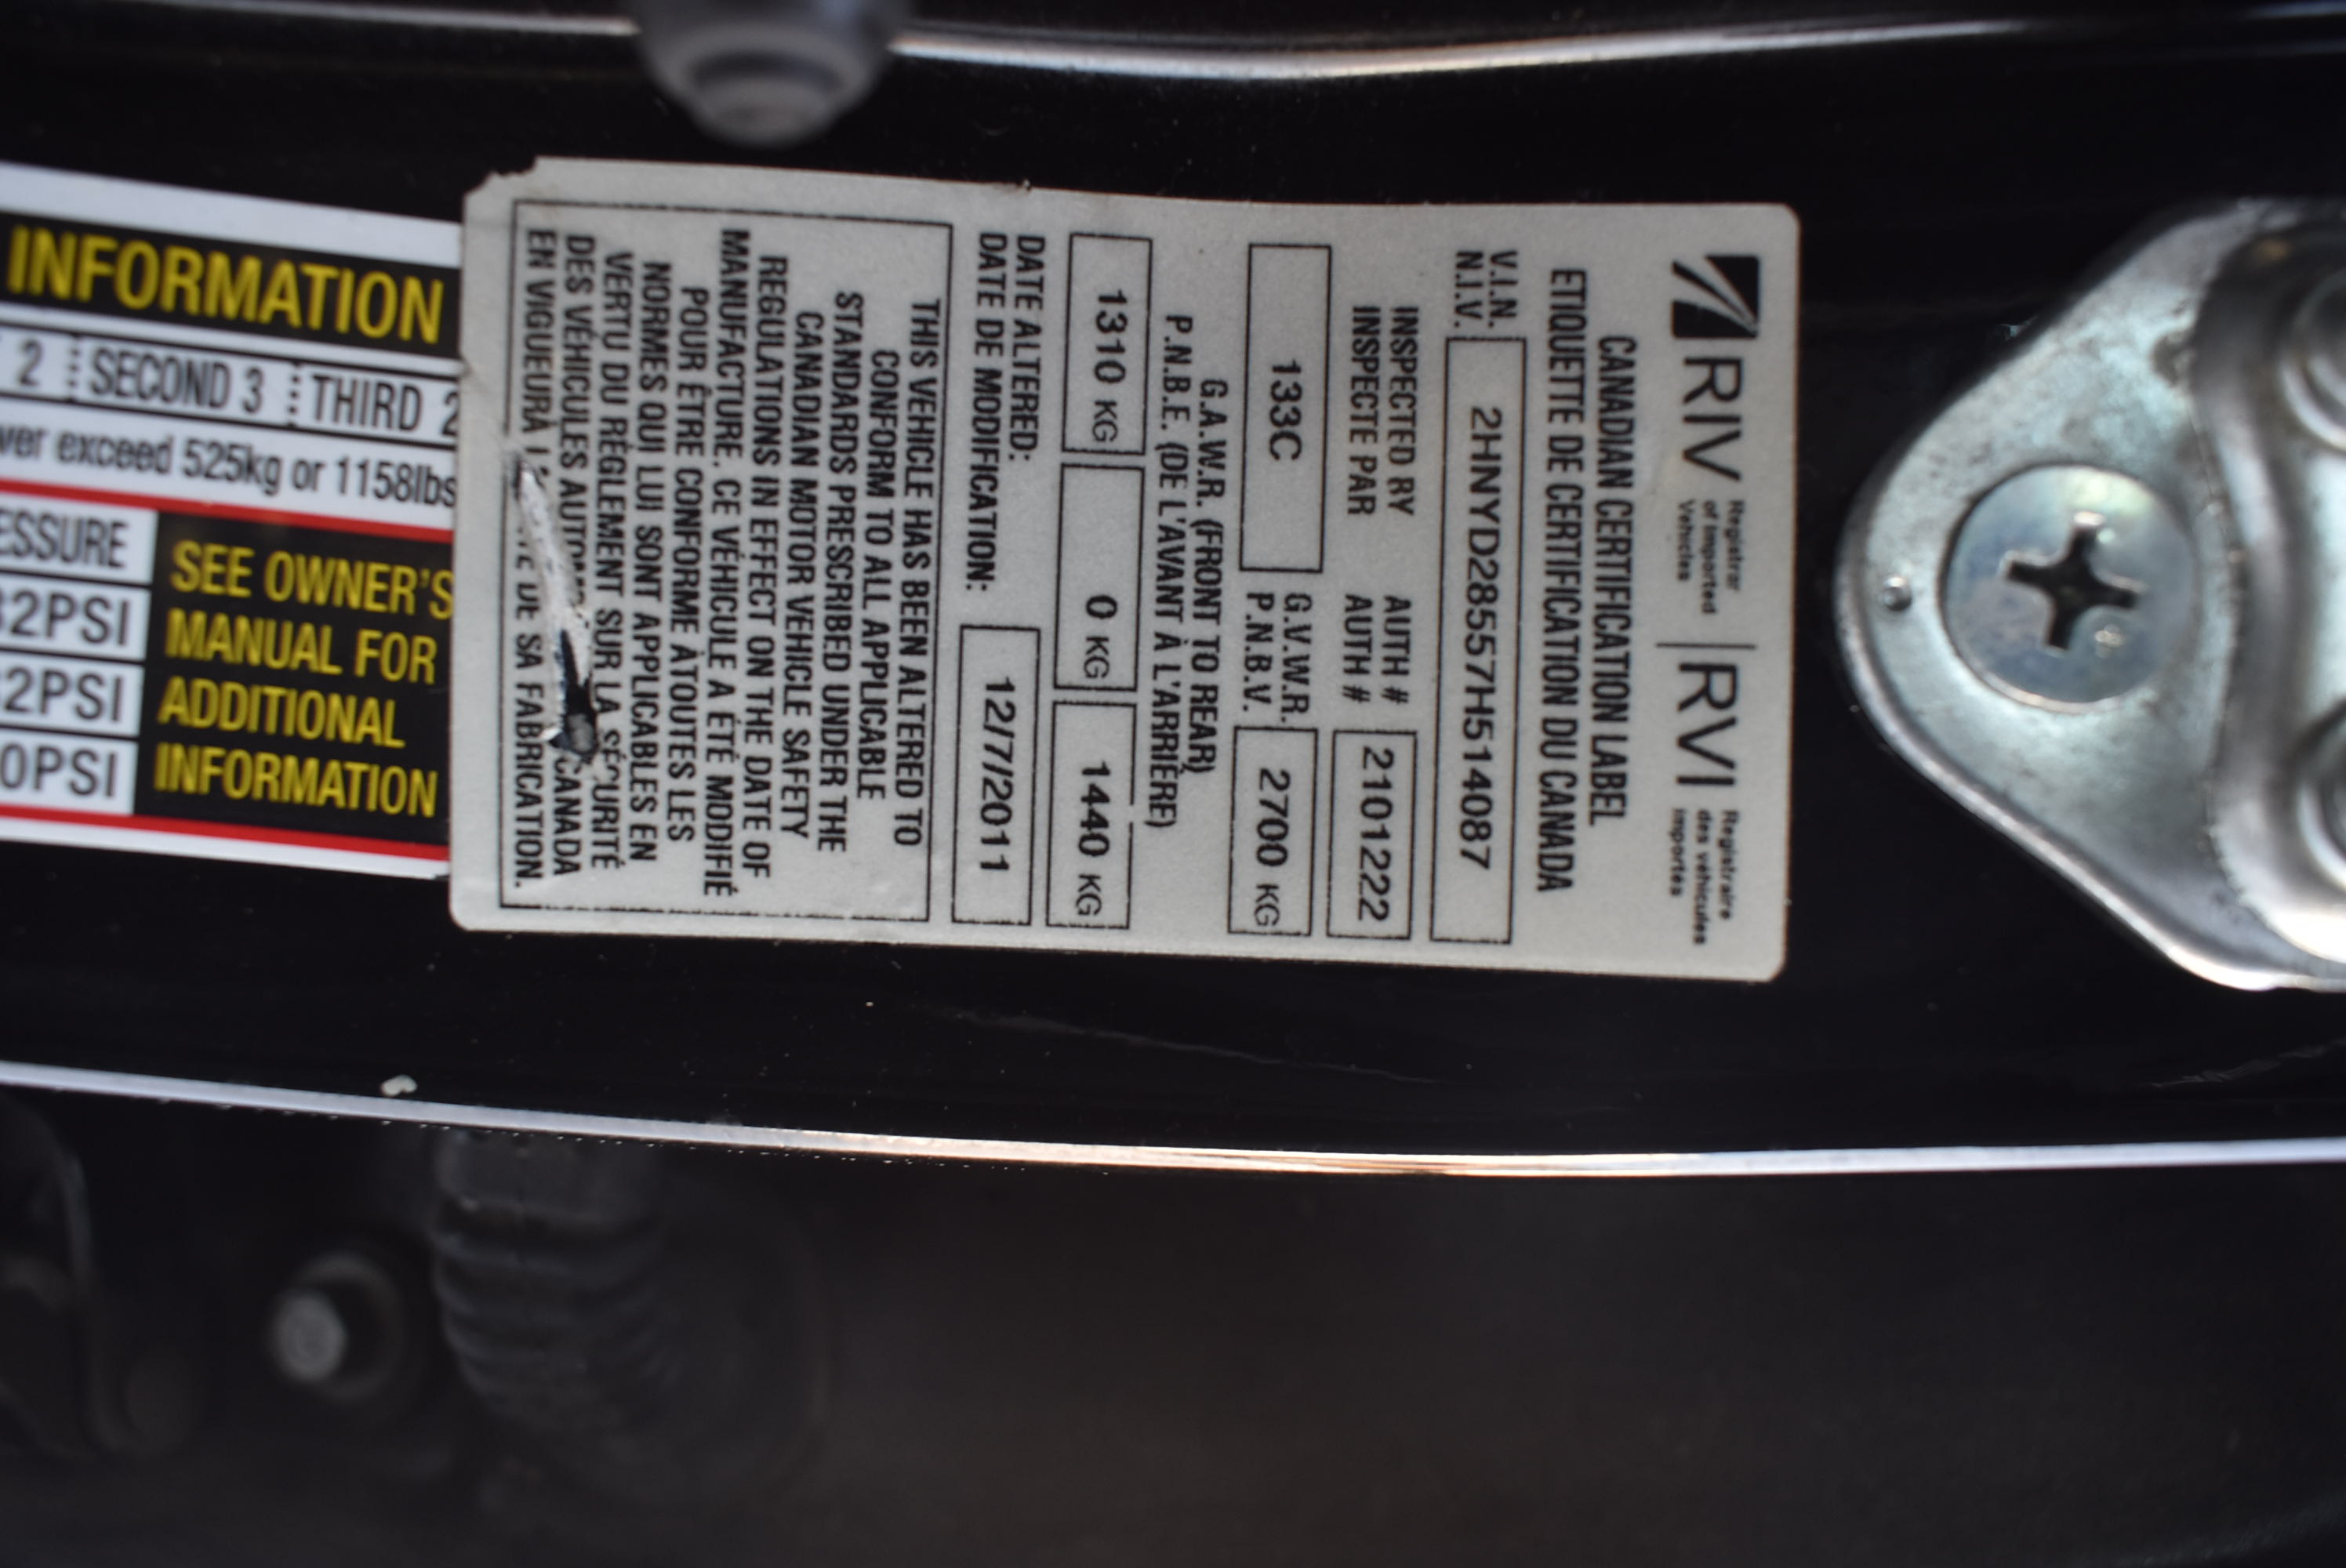 INFORMATION
2 SECOND 3 THIRD 2
ver exceed 525kg or 1158lbs
ESSURE
32PSI
32PSI
0PSI
SEE OWNER'S
MANUAL FOR
ADDITIONAL
INFORMATION
RIV Registrar of Imported Vehicles RVI Registraire des véhicules importés
CANADIAN CERTIFICATION LABEL
ETIQUETTE DE CERTIFICATION DU CANADA
V.I.N. 2HNYD28557H514087
N.I.V.
INSPECTED BY AUTH # 2101222
INSPECTE PAR AUTH #
133C G.V.W.R. 2700 KG
P.N.B.V.
G.A.W.R. (FRONT TO REAR)
P.N.B.E. (DE L'AVANT À L'ARRIÈRE)
1310 KG 0 KG 1440 KG
DATE ALTERED:
DATE DE MODIFICATION: 12/7/2011
THIS VEHICLE HAS BEEN ALTERED TO
CONFORM TO ALL APPLICABLE
STANDARDS PRESCRIBED UNDER THE
CANADIAN MOTOR VEHICLE SAFETY
REGULATIONS IN EFFECT ON THE DATE OF
MANUFACTURE. CE VÉHICULE A ÉTÉ MODIFIÉ
POUR ÊTRE CONFORME ÀTOUTES LES
NORMES QUI LUI SONT APPLICABLES EN
VERTU DU RÉGLEMENT SUR LA SÉCURITÉ
DES VÉHICULES CANADA
EN VIGUEURÀ DE SA FABRICATION.